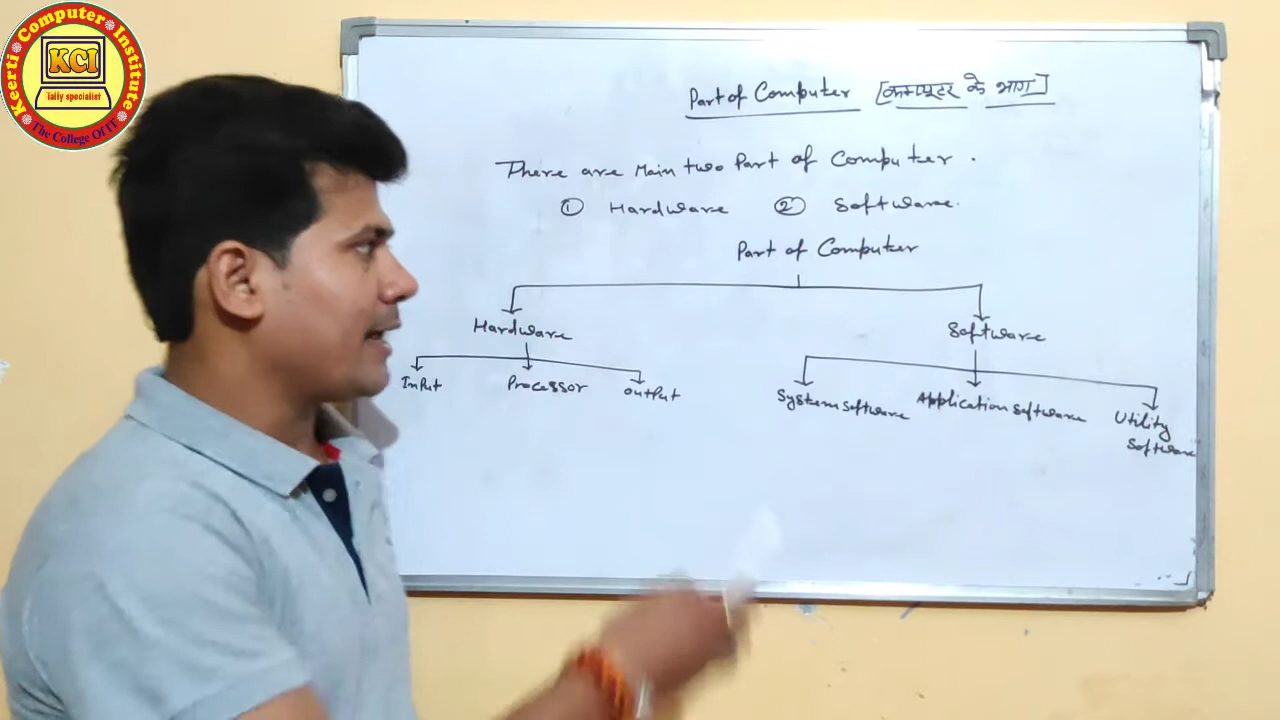 Keerti Computer Institute
KCI
Tally specialist
The College Of IT
Part of Computer [कम्प्यूटर के भाग]
There are Main two Part of Computer.
① Hardware ② Software.
Part of Computer
Hardware Software
Input Processor Output
System Software Application Software Utility Software